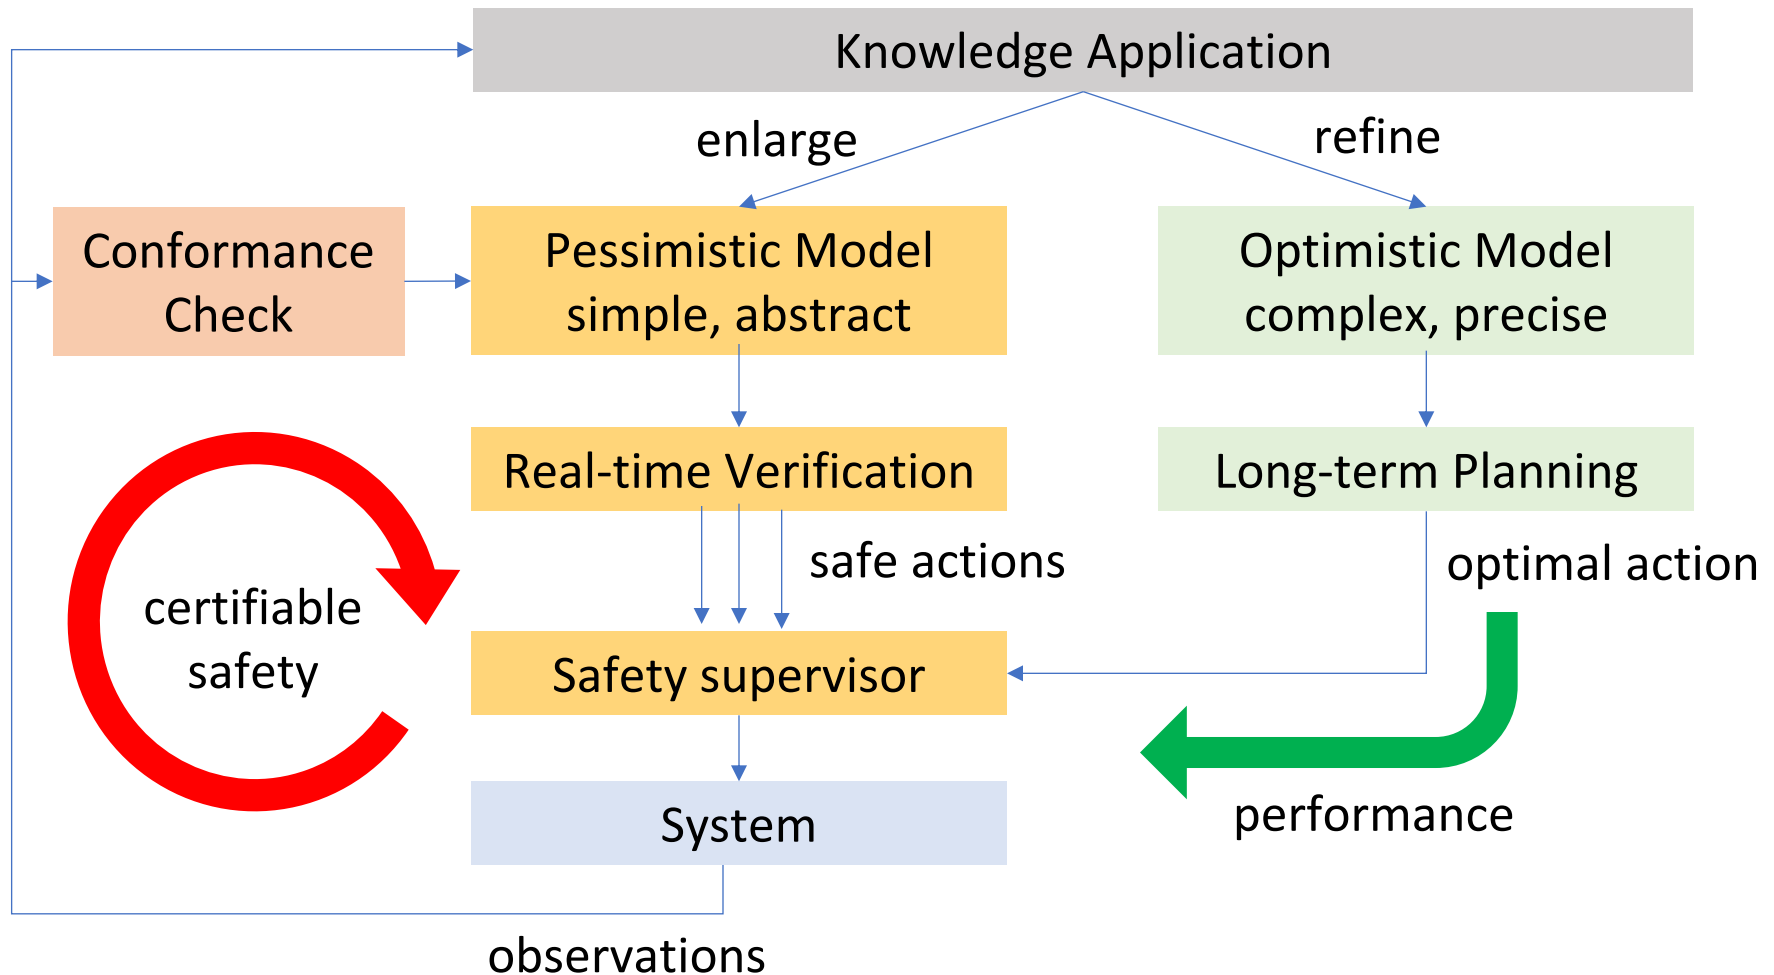 Knowledge Application
enlarge
refine
Conformance
Check
Pessimistic Model
simple, abstract
Optimistic Model
complex, precise
Real-time Verification
Long-term Planning
safe actions
optimal action
certifiable
safety
Safety supervisor
performance
System
observations